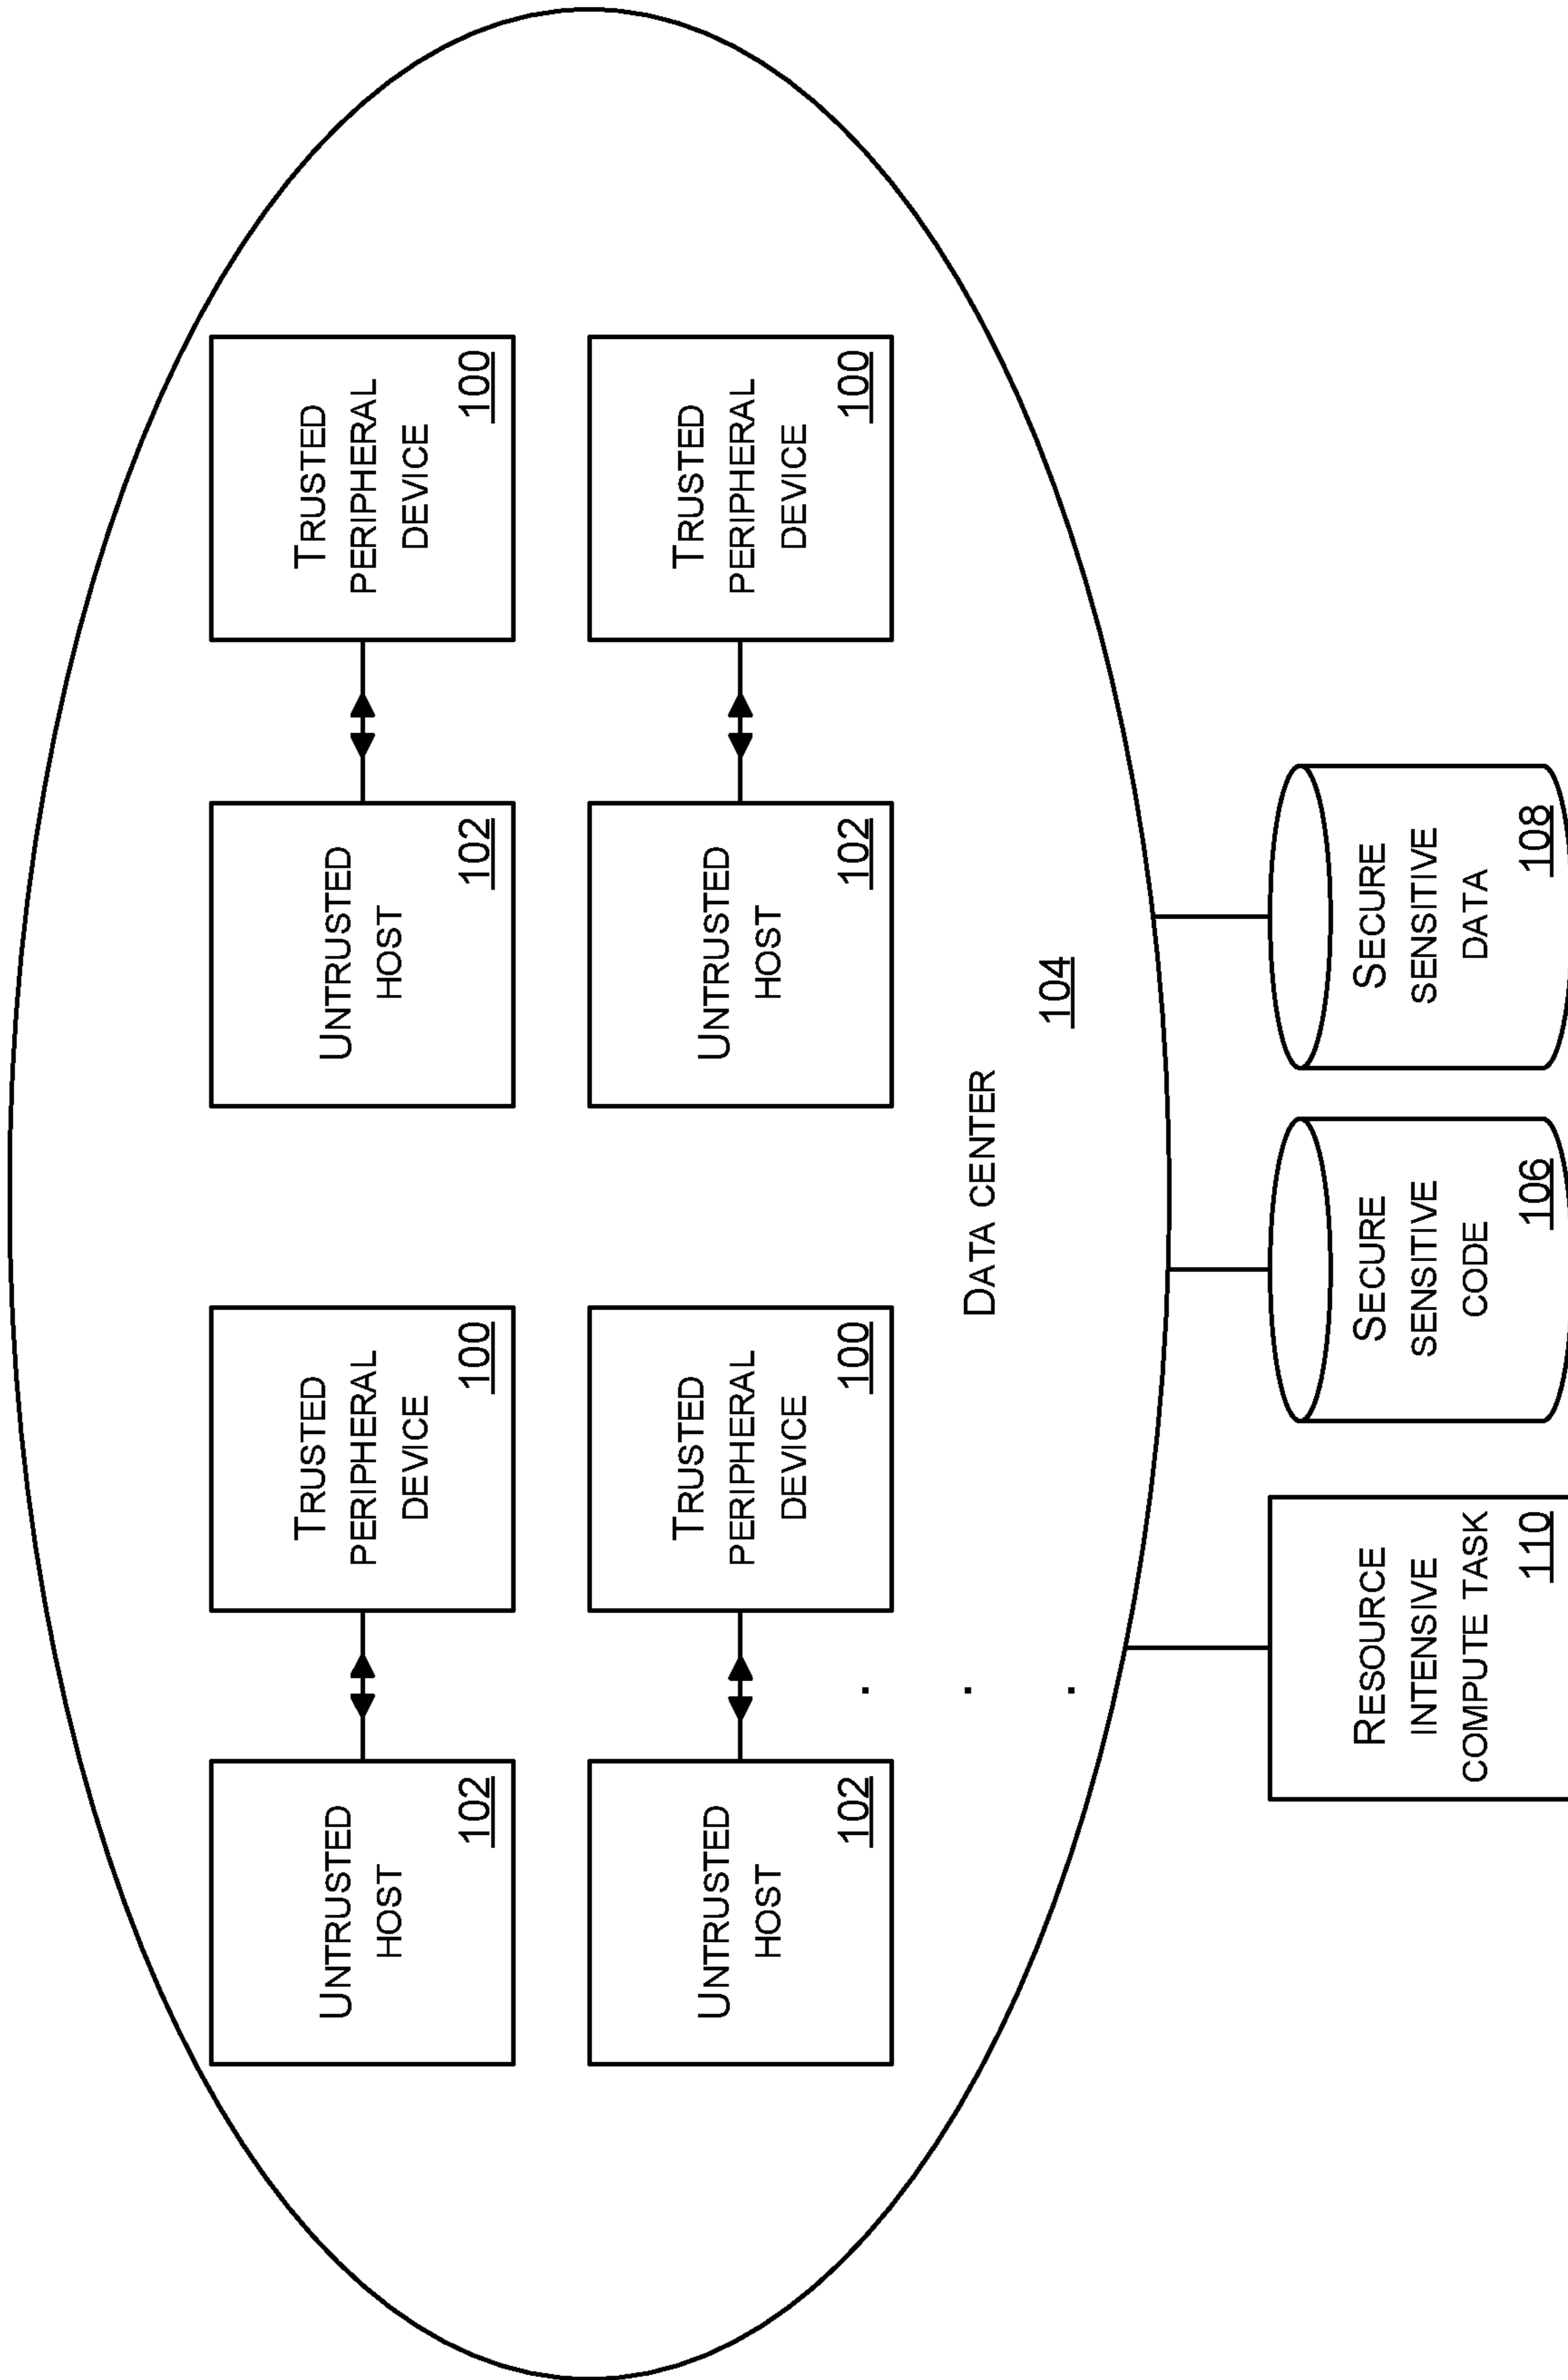 UNTRUSTED
HOST
102
TRUSTED
PERIPHERAL
DEVICE
100
UNTRUSTED
HOST
102
TRUSTED
PERIPHERAL
DEVICE
100
UNTRUSTED
HOST
102
TRUSTED
PERIPHERAL
DEVICE
100
UNTRUSTED
HOST
102
TRUSTED
PERIPHERAL
DEVICE
100
DATA CENTER
104
RESOURCE
INTENSIVE
COMPUTE TASK
110
SECURE
SENSITIVE
CODE
106
SECURE
SENSITIVE
DATA
108